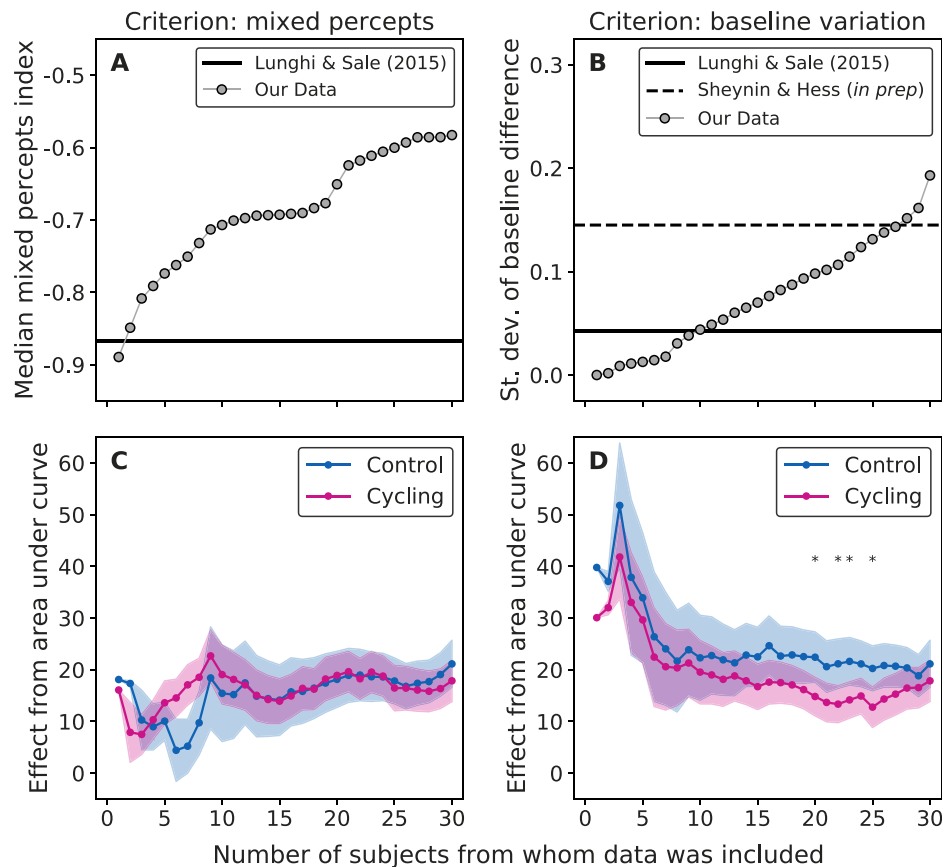 Criterion: mixed percepts
A
Lunghi & Sale (2015)
Our Data
Median mixed percepts index
-0.5
-0.6
-0.7
-0.8
-0.9
Criterion: baseline variation
B
Lunghi & Sale (2015)
Sheynin & Hess (in prep)
Our Data
St. dev. of baseline difference
0.3
0.2
0.1
0.0
C
Control
Cycling
Effect from area under curve
60
50
40
30
20
10
0
0 5 10 15 20 25 30
D
Control
Cycling
* ** *
Effect from area under curve
60
50
40
30
20
10
0
0 5 10 15 20 25 30
Number of subjects from whom data was included